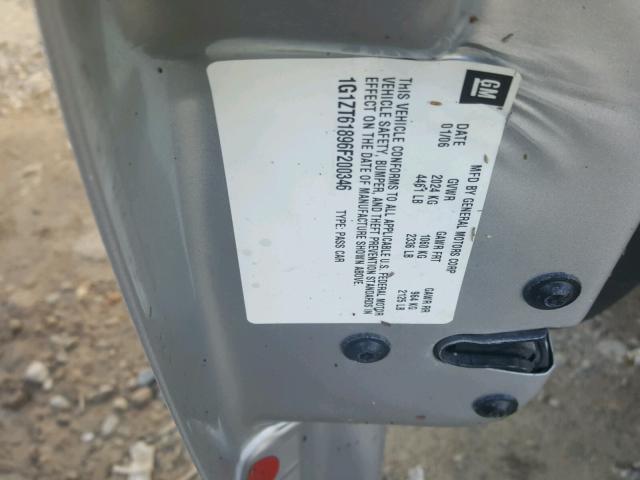 GM
MFD BY GENERAL MOTORS CORP
DATE GVWR GAWR FRT GAWR RR
01/06 2024 KG 1060 KG 964 KG
4461 LB 2336 LB 2125 LB
THIS VEHICLE CONFORMS TO ALL APPLICABLE U.S. FEDERAL MOTOR
VEHICLE SAFETY, BUMPER, AND THEFT PREVENTION STANDARDS IN
EFFECT ON THE DATE OF MANUFACTURE SHOWN ABOVE.
1G1ZT61896F200346 TYPE: PASS CAR